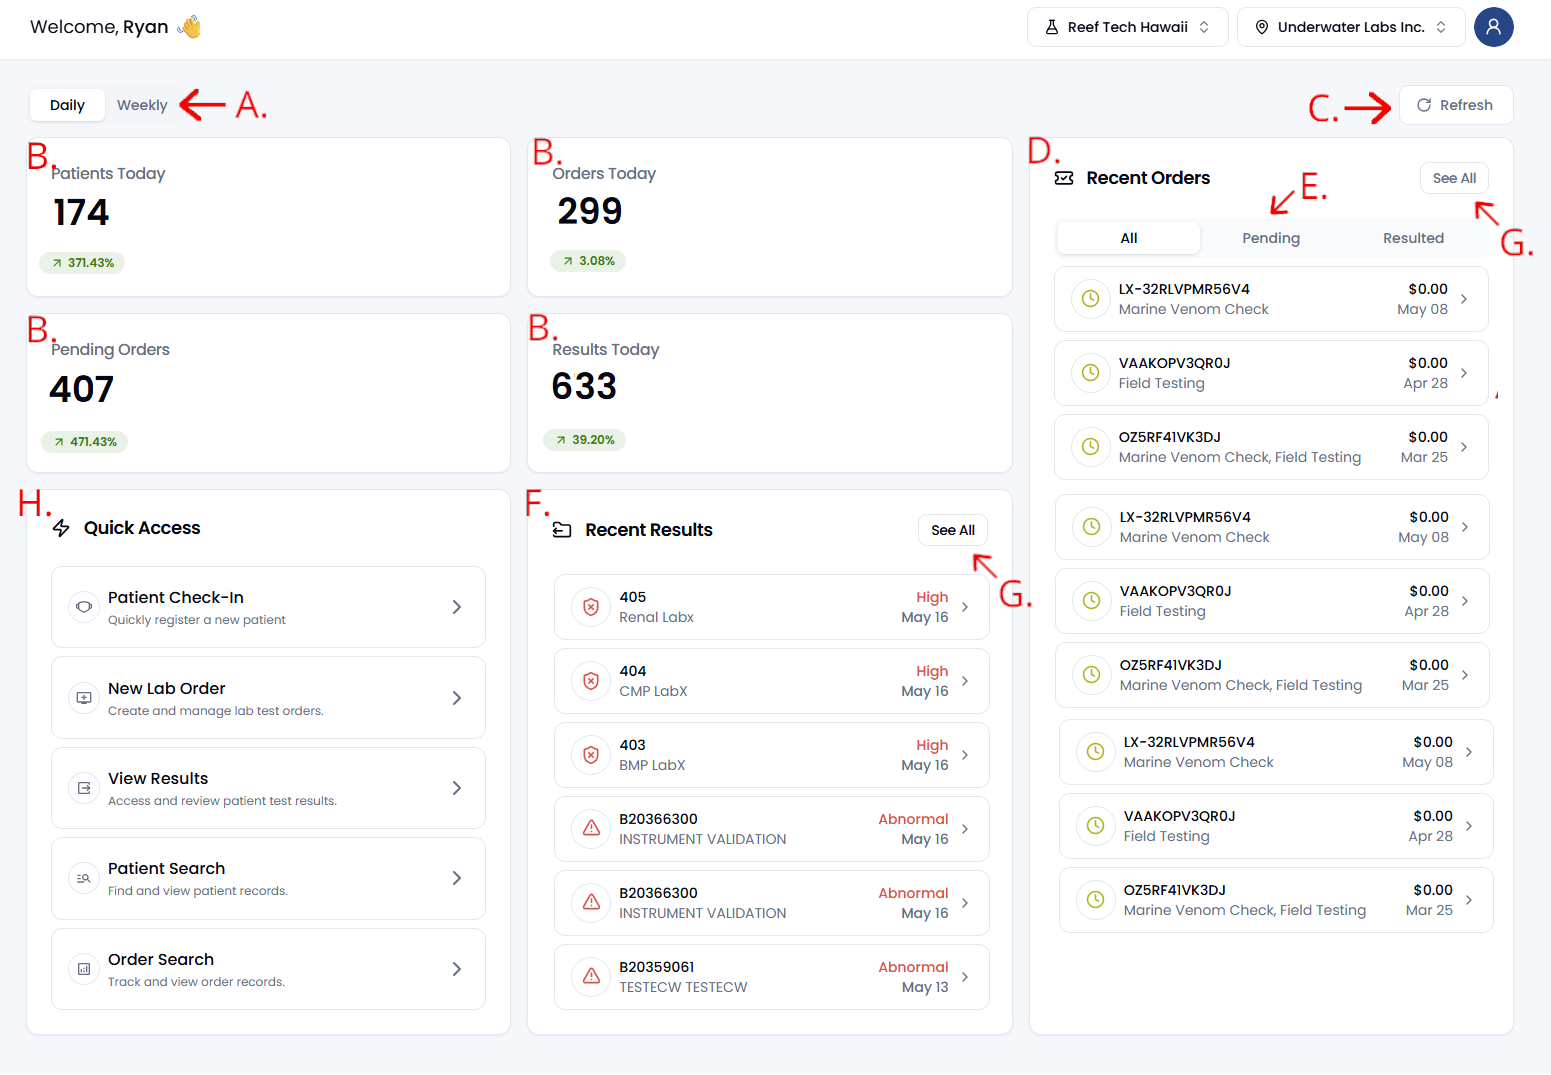 Welcome, Ryan 👋
Reef Tech Hawaii
Underwater Labs Inc.
Daily
Weekly
A.
C.
Refresh
B.
Patients Today
174
371.43%
B.
Orders Today
299
3.08%
B.
Pending Orders
407
471.43%
B.
Results Today
633
39.20%
D.
Recent Orders
See All
E.
G.
All
Pending
Resulted
LX-32RLVPMR56V4
$0.00
Marine Venom Check
May 08
VAAKOPV3QR0J
$0.00
Field Testing
Apr 28
OZ5RF41VK3DJ
$0.00
Marine Venom Check, Field Testing
Mar 25
LX-32RLVPMR56V4
$0.00
Marine Venom Check
May 08
VAAKOPV3QR0J
$0.00
Field Testing
Apr 28
OZ5RF41VK3DJ
$0.00
Marine Venom Check, Field Testing
Mar 25
LX-32RLVPMR56V4
$0.00
Marine Venom Check
May 08
VAAKOPV3QR0J
$0.00
Field Testing
Apr 28
OZ5RF41VK3DJ
$0.00
Marine Venom Check, Field Testing
Mar 25
H.
Quick Access
Patient Check-In
Quickly register a new patient
New Lab Order
Create and manage lab test orders.
View Results
Access and review patient test results.
Patient Search
Find and view patient records.
Order Search
Track and view order records.
F.
Recent Results
See All
G.
405
High
Renal Labx
May 16
404
High
CMP LabX
May 16
403
High
BMP LabX
May 16
B20366300
Abnormal
INSTRUMENT VALIDATION
May 16
B20366300
Abnormal
INSTRUMENT VALIDATION
May 16
B20359061
Abnormal
TESTECW TESTECW
May 13